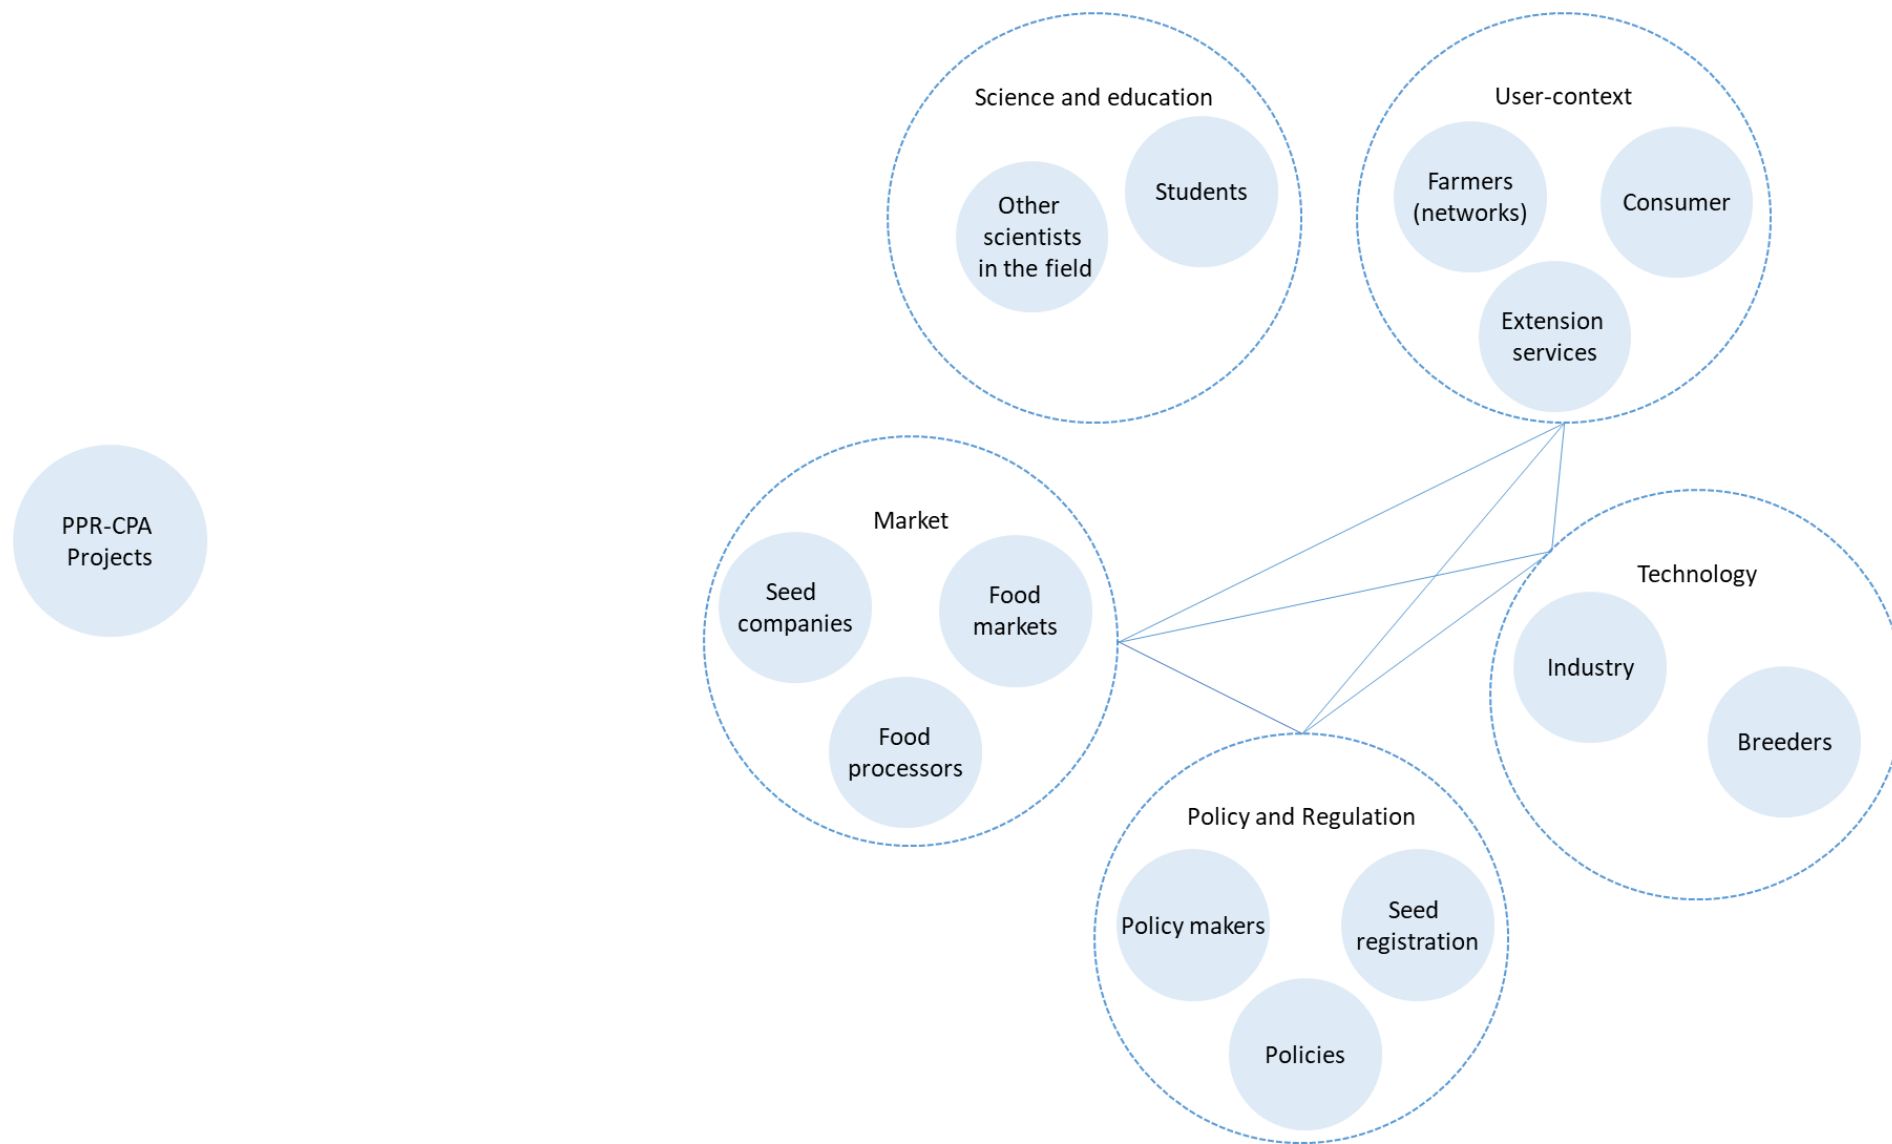 Science and education
Students
Other
scientists
in the field
User-context
Farmers
(networks)
Consumer
Extension
services
PPR-CPA
Projects
Market
Seed
companies
Food
markets
Food
processors
Technology
Industry
Breeders
Policy and Regulation
Policy makers
Seed
registration
Policies